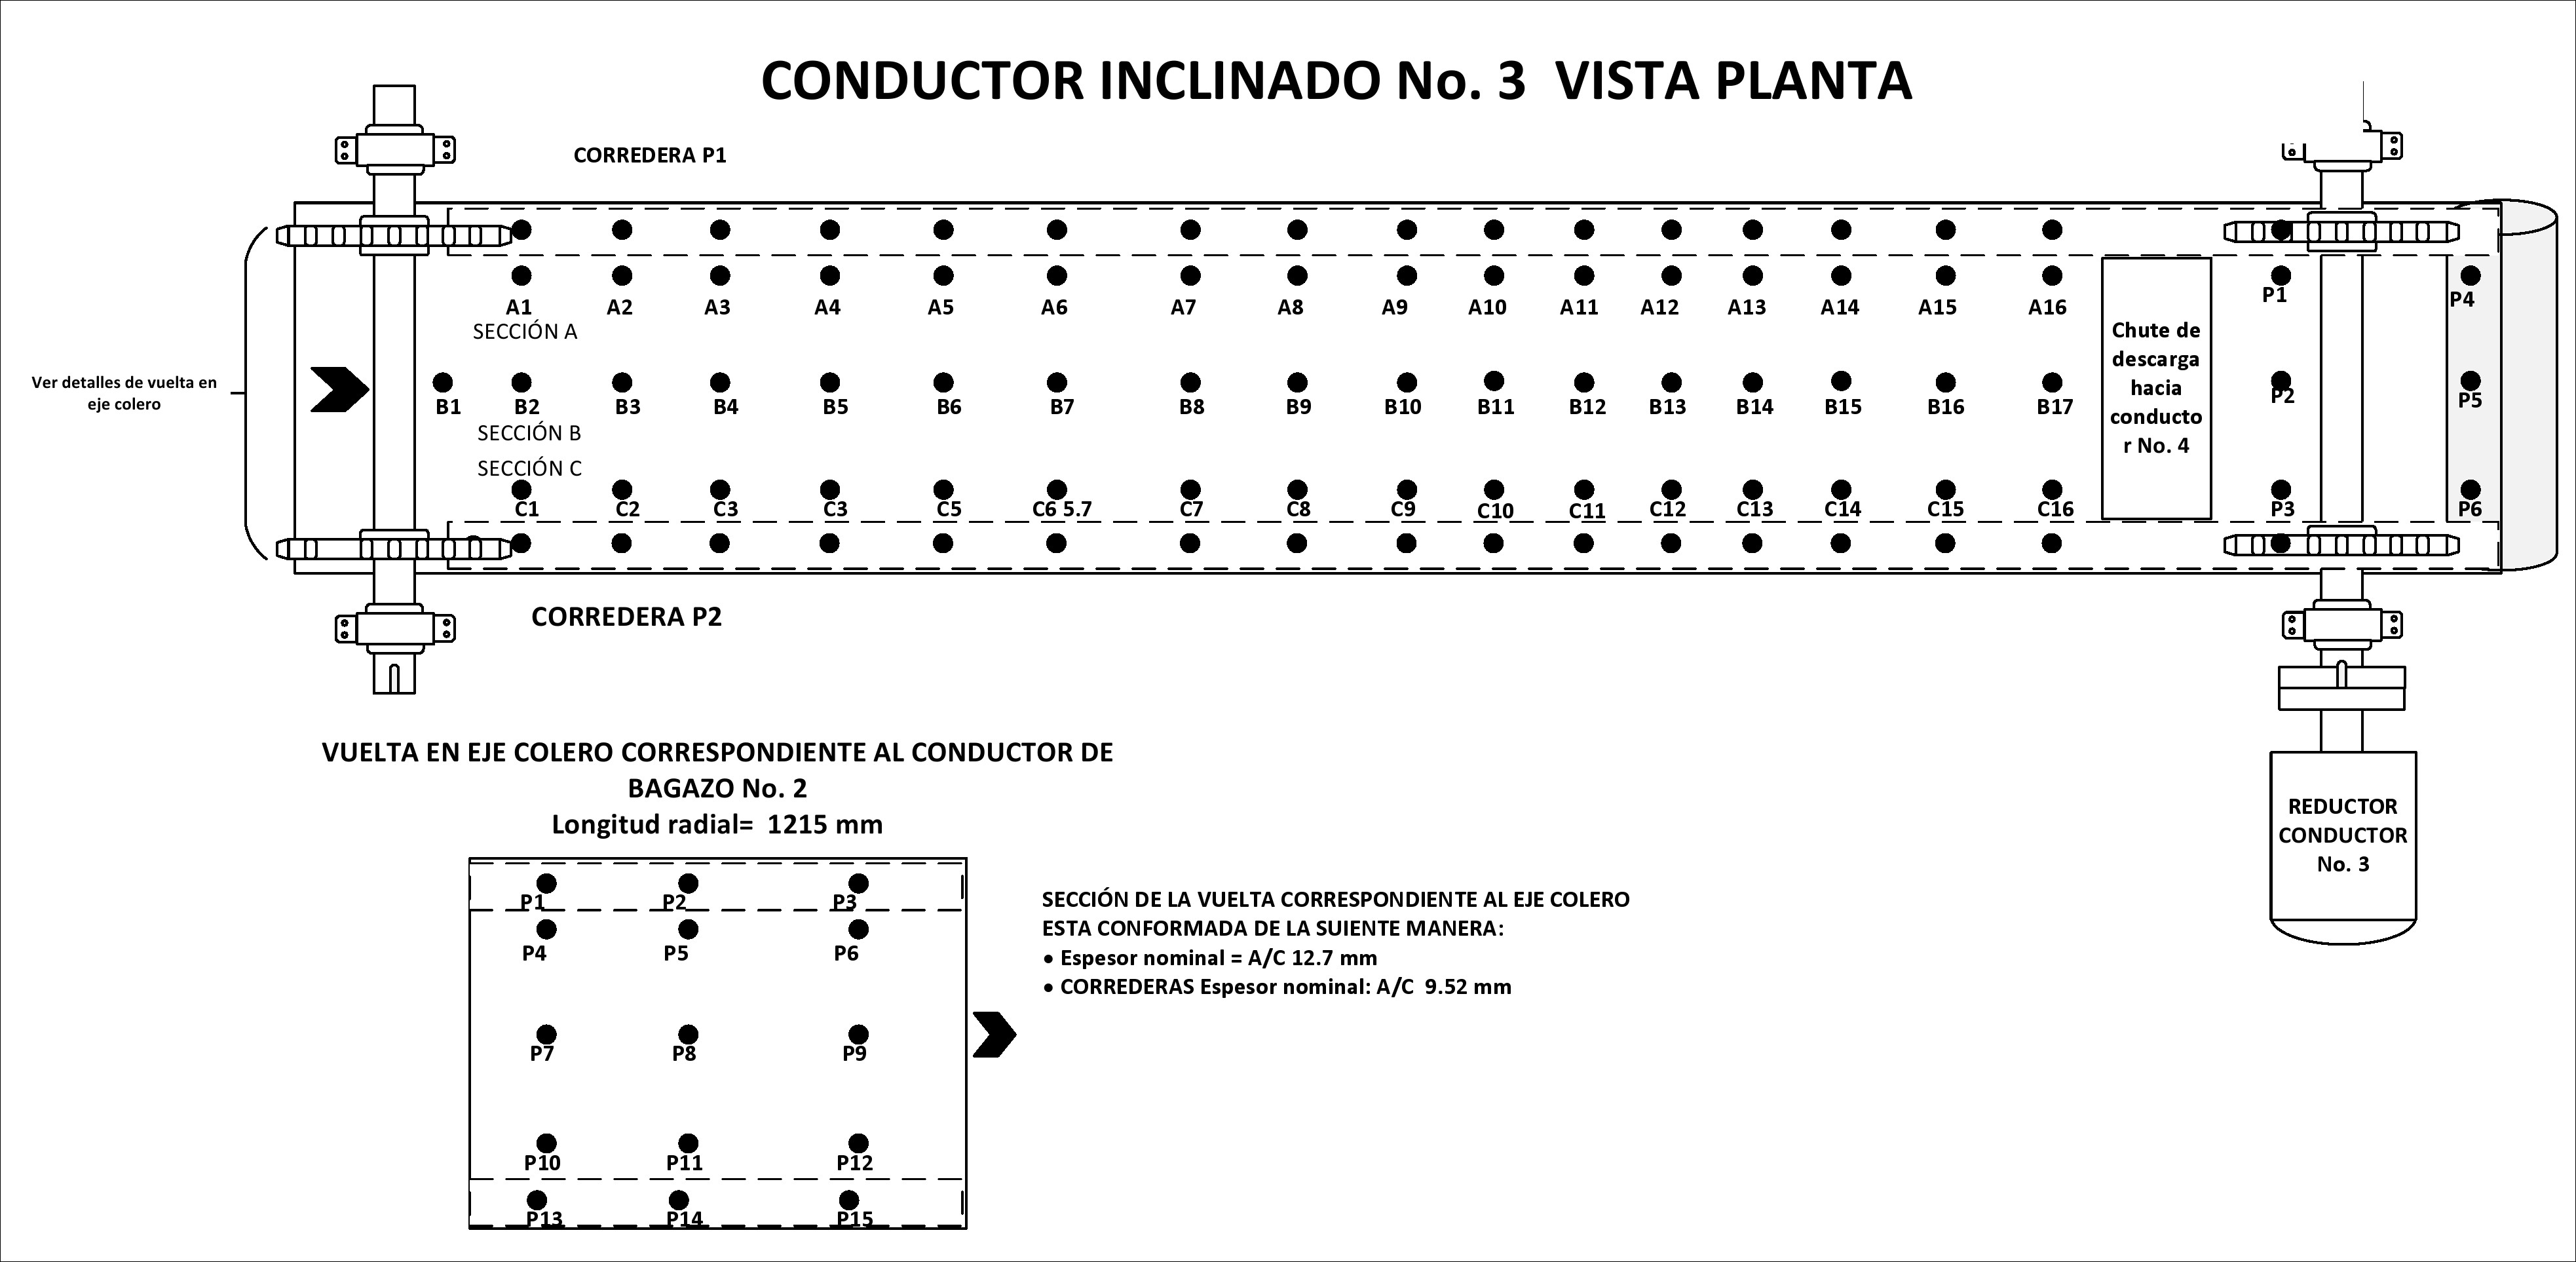 CONDUCTOR INCLINADO No. 3 VISTA PLANTA
CORREDERA P1
A1 A2 A3 A4 A5 A6 A7 A8 A9 A10 A11 A12 A13 A14 A15 A16 P1 P4
SECCIÓN A
Chute de
descarga
hacia
conducto
r No. 4
Ver detalles de vuelta en
eje colero
B1 B2 B3 B4 B5 B6 B7 B8 B9 B10 B11 B12 B13 B14 B15 B16 B17 P2 P5
SECCIÓN B
SECCIÓN C
C1 C2 C3 C3 C5 C6 5.7 C7 C8 C9 C10 C11 C12 C13 C14 C15 C16 P3 P6
CORREDERA P2
VUELTA EN EJE COLERO CORRESPONDIENTE AL CONDUCTOR DE
BAGAZO No. 2
Longitud radial= 1215 mm
REDUCTOR
CONDUCTOR
No. 3
P1 P2 P3
P4 P5 P6
P7 P8 P9
P10 P11 P12
P13 P14 P15
SECCIÓN DE LA VUELTA CORRESPONDIENTE AL EJE COLERO
ESTA CONFORMADA DE LA SUIENTE MANERA:
• Espesor nominal = A/C 12.7 mm
• CORREDERAS Espesor nominal: A/C 9.52 mm